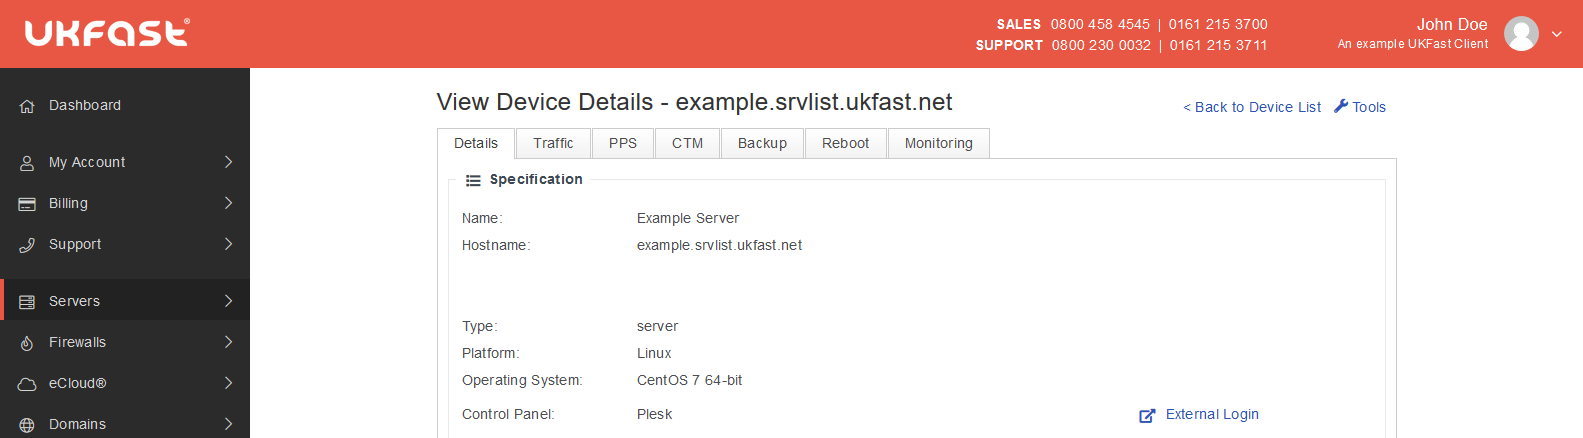 UKFAST®
SALES 0800 458 4545 | 0161 215 3700
SUPPORT 0800 230 0032 | 0161 215 3711
John Doe
An example UKFast Client
Dashboard
My Account
Billing
Support
Servers
Firewalls
eCloud®
Domains
View Device Details - example.srvlist.ukfast.net
< Back to Device List Tools
Details Traffic PPS CTM Backup Reboot Monitoring
Specification
Name: Example Server
Hostname: example.srvlist.ukfast.net
Type: server
Platform: Linux
Operating System: CentOS 7 64-bit
Control Panel: Plesk External Login